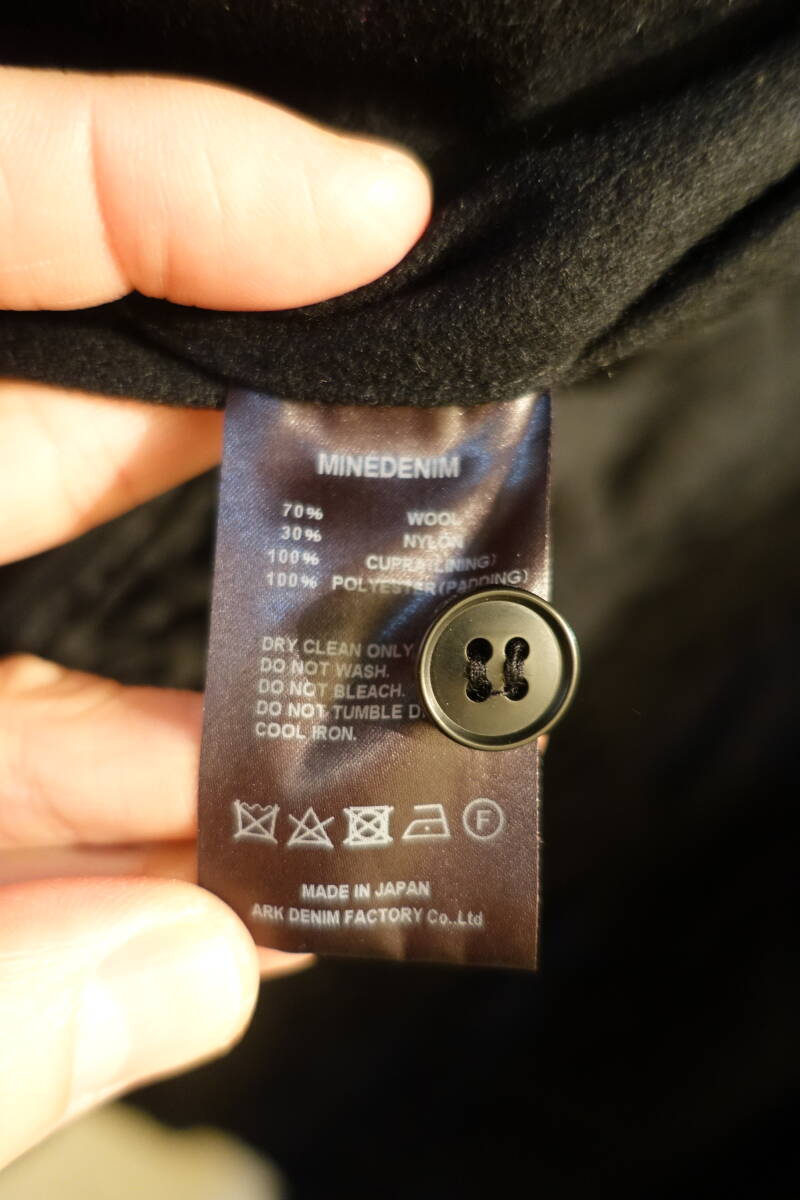 MINEDENIM
70% WOOL
30% NYLON
100% CUPRA(LINING)
100% POLYESTER(PADDING)
DRY CLEAN ONLY
DO NOT WASH.
DO NOT BLEACH.
DO NOT TUMBLE D
COOL IRON.
F
MADE IN JAPAN
ARK DENIM FACTORY Co.,Ltd